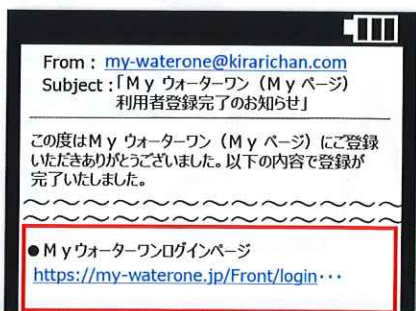 From : my-waterone@kirarichan.com
Subject :「Ｍｙ ウォーターワン（Ｍｙ ページ）
利用者登録完了のお知らせ」
この度はＭｙ ウォーターワン（Ｍｙ ページ）にご登録
いただきありがとうございました。以下の内容で登録が
完了いたしました。
～～～～～～～～～～～～～～～～～
～～～～～～～～～～～～～～～～～
●Ｍｙウォーターワンログインページ
https://my-waterone.jp/Front/login･･･